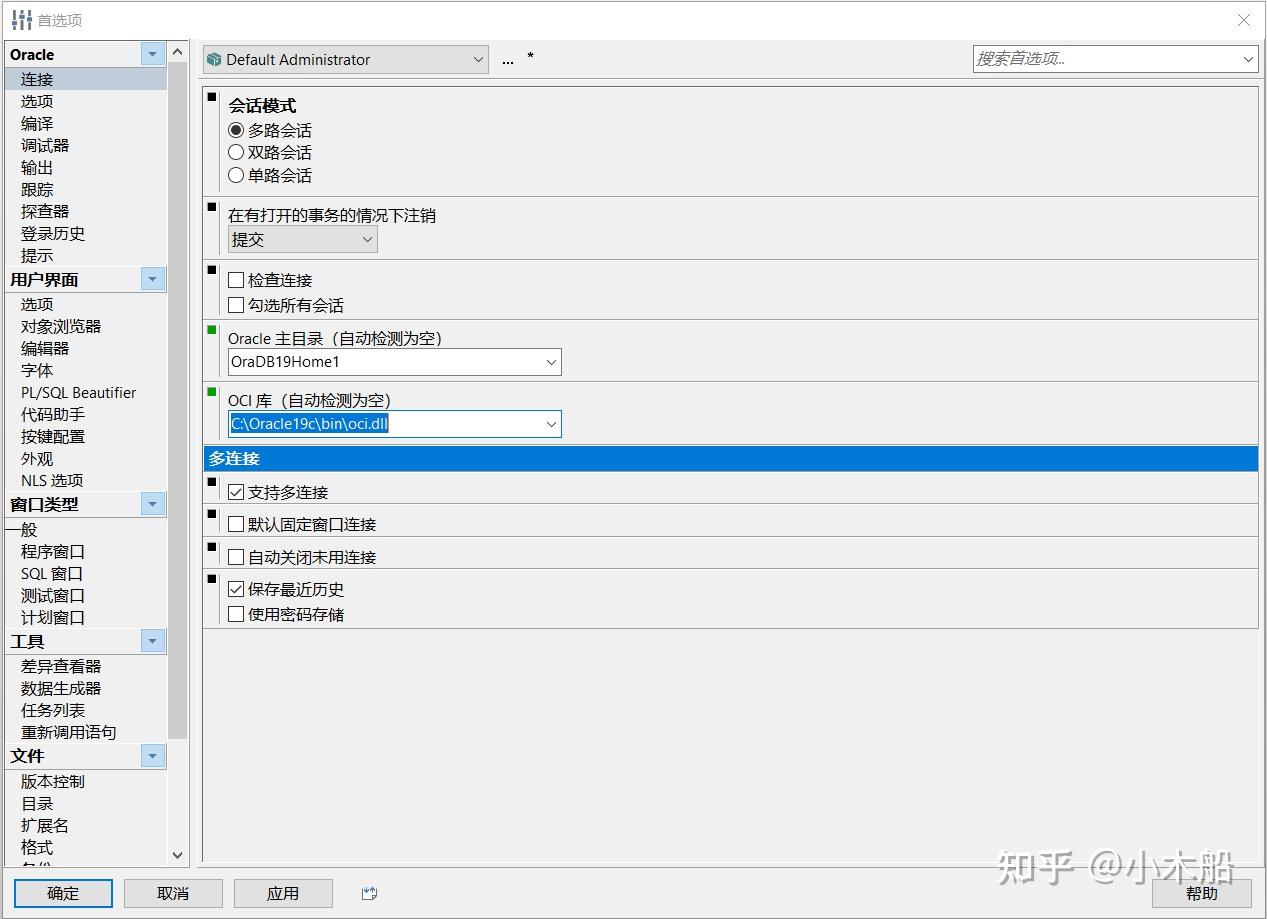 首选项
Oracle
连接
选项
编译
调试器
输出
跟踪
探查器
登录历史
提示
用户界面
选项
对象浏览器
编辑器
字体
PL/SQL Beautifier
代码助手
按键配置
外观
NLS 选项
窗口类型
一般
程序窗口
SQL 窗口
测试窗口
计划窗口
工具
差异查看器
数据生成器
任务列表
重新调用语句
文件
版本控制
目录
扩展名
格式
Default Administrator
... *
搜索首选项...
会话模式
多路会话
双路会话
单路会话
在有打开的事务的情况下注销
提交
检查连接
勾选所有会话
Oracle 主目录（自动检测为空）
OraDB19Home1
OCI 库（自动检测为空）
C:\Oracle19c\bin\oci.dll
多连接
支持多连接
默认固定窗口连接
自动关闭未用连接
保存最近历史
使用密码存储
知乎 @小木船
确定
取消
应用
帮助